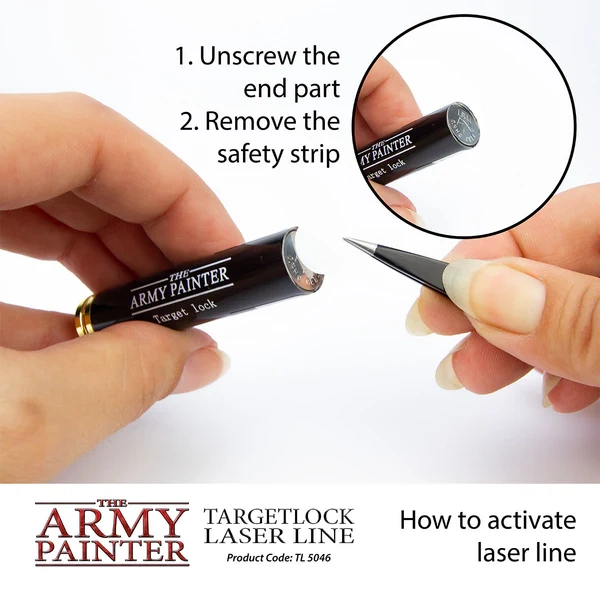 1. Unscrew the
end part
2. Remove the
safety strip
THE
ARMY PAINTER
Target lock
THE
ARMY PAINTER
Target lock
THE
ARMY
PAINTER
TARGETLOCK
LASER LINE
Product Code: TL 5046
How to activate
laser line